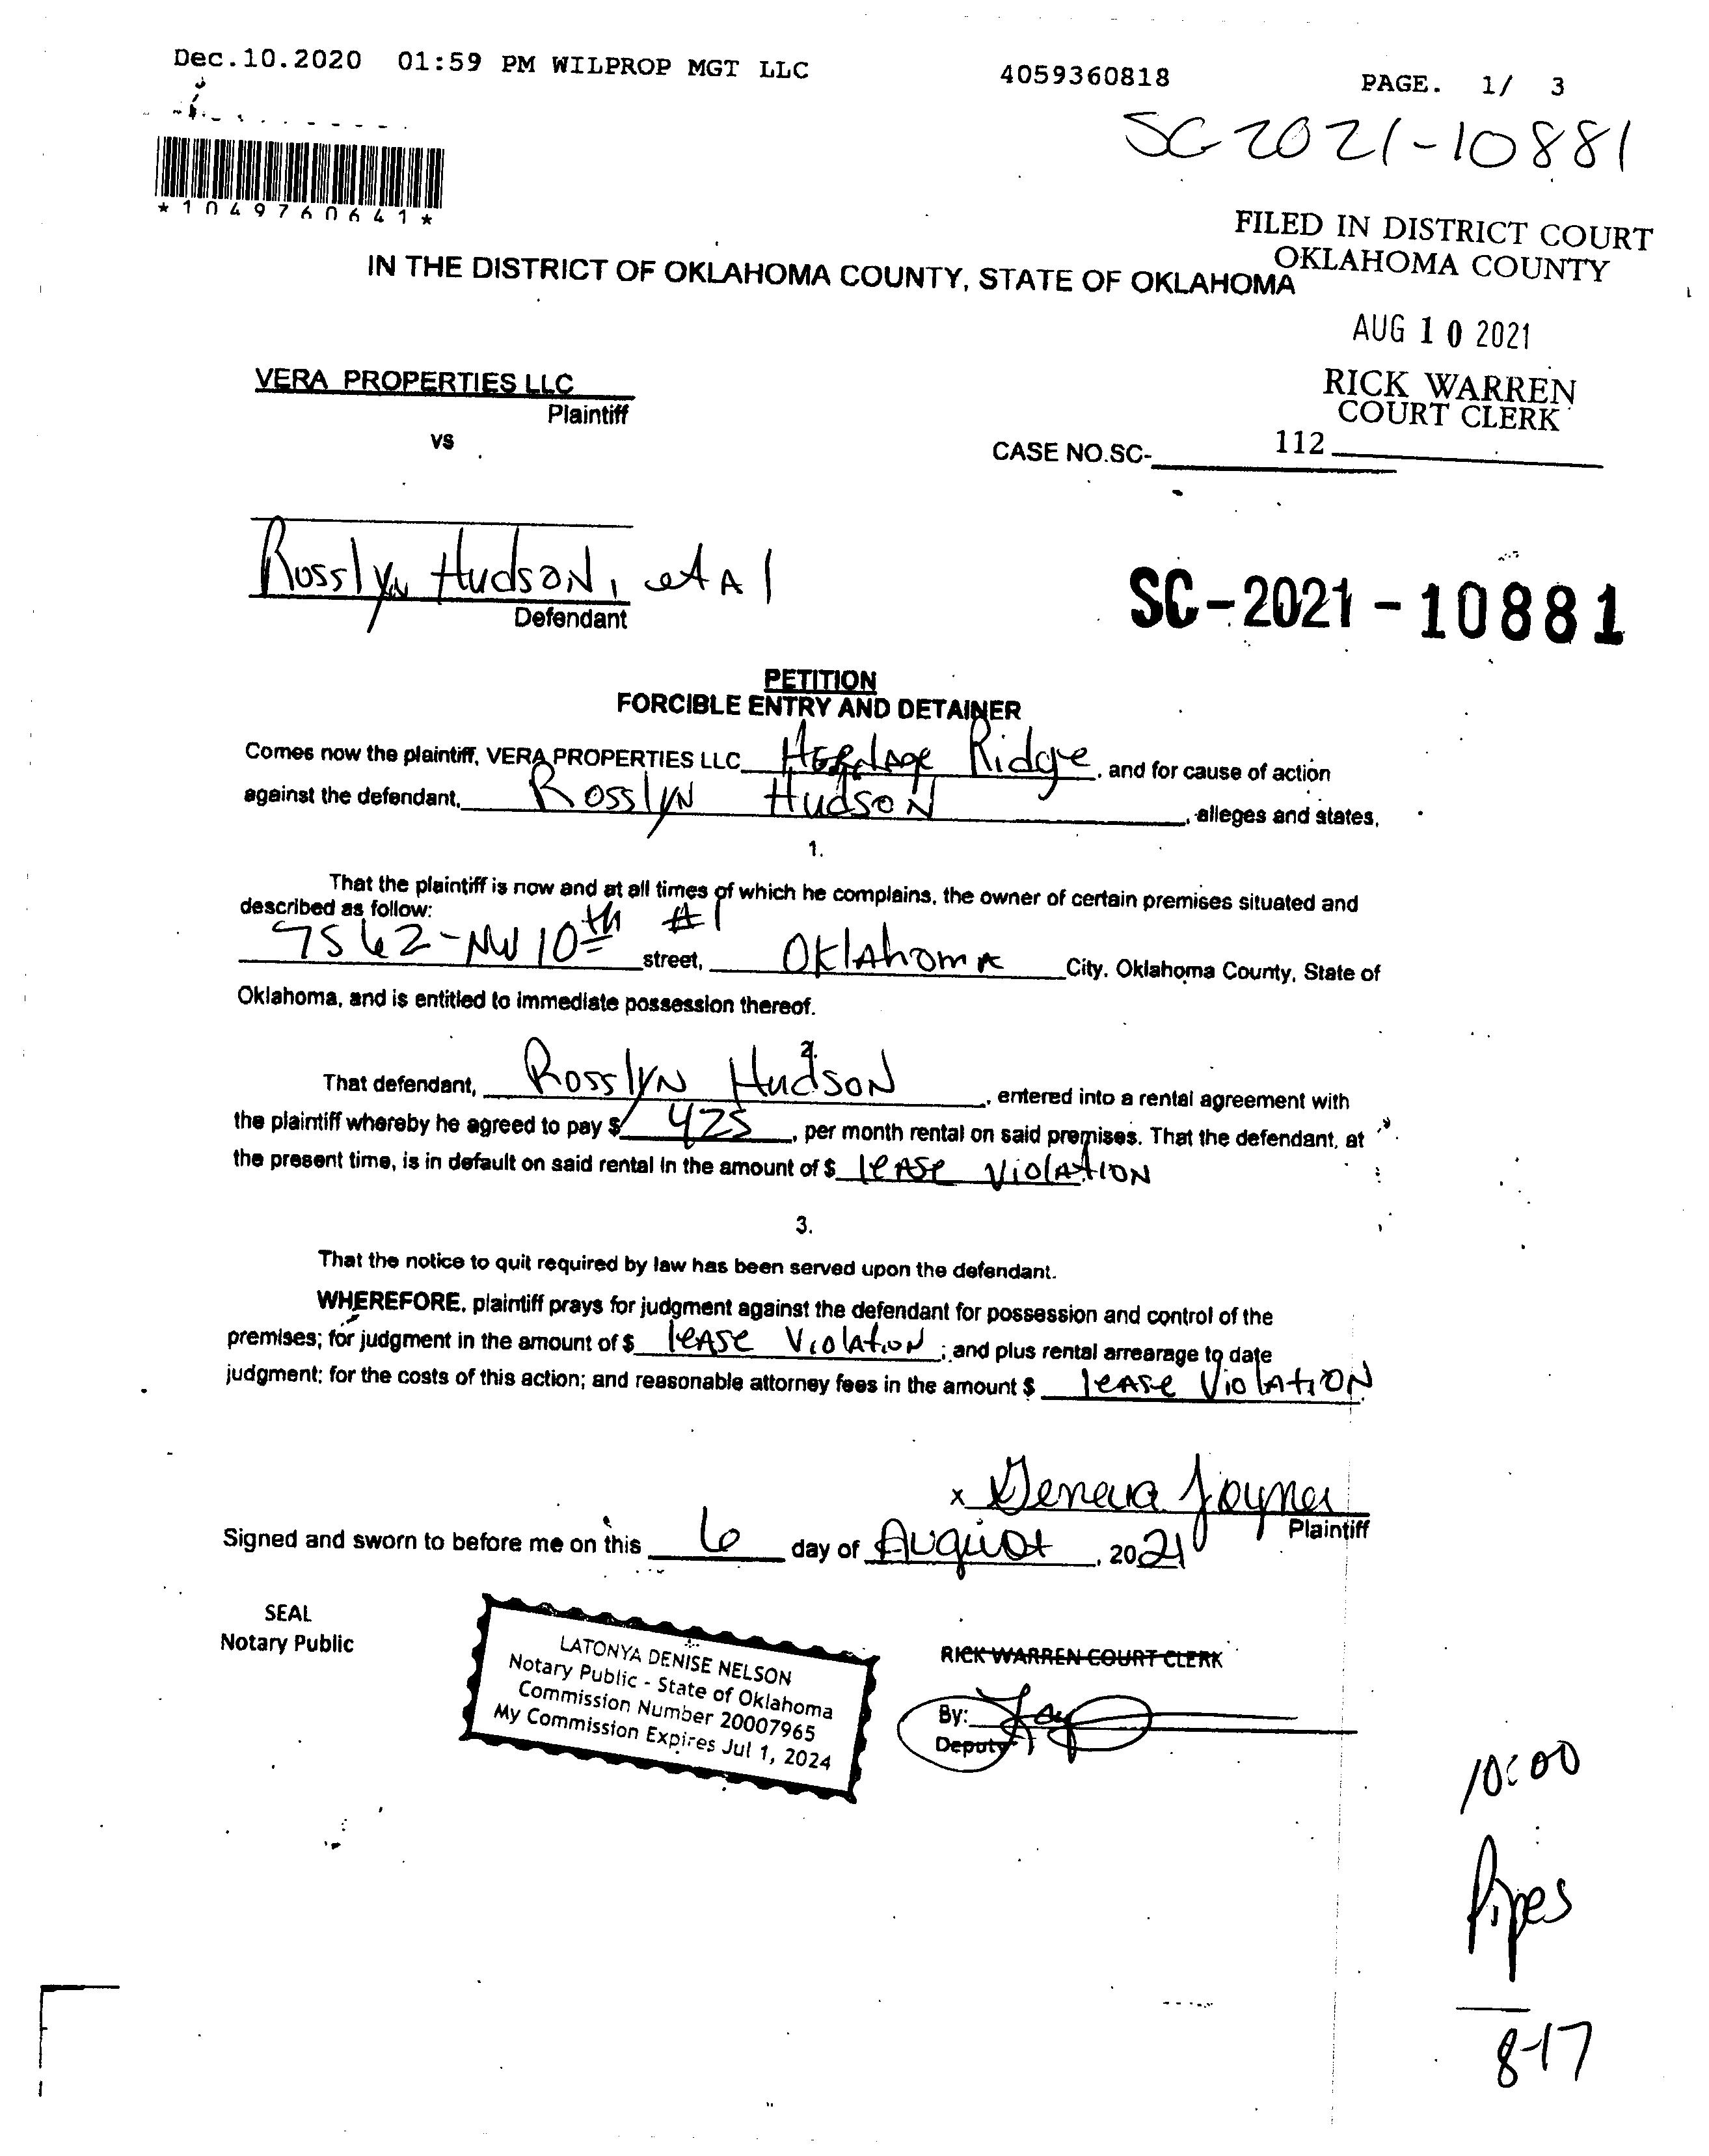 Dec.10.2020 01:59 PM WILPROP MGT LLC 4059360818 PAGE. 1/ 3
SC 2021-10881
*1049760641*
FILED IN DISTRICT COURT
OKLAHOMA COUNTY
IN THE DISTRICT OF OKLAHOMA COUNTY, STATE OF OKLAHOMA
AUG 10 2021
RICK WARREN
COURT CLERK
VERA PROPERTIES LLC
Plaintiff
vs
CASE NO.SC- 112
Rosslyn Hudson, et Al
Defendant
SC-2021-10881
PETITION
FORCIBLE ENTRY AND DETAINER
Comes now the plaintiff, VERA PROPERTIES LLC Heritage Ridge, and for cause of action
against the defendant, Rosslyn Hudson, alleges and states,
1.
That the plaintiff is now and at all times of which he complains, the owner of certain premises situated and
described as follow:
7562-NW 10th #1 street, Oklahoma City, Oklahoma County, State of
Oklahoma, and is entitled to immediate possession thereof.
2.
That defendant, Rosslyn Hudson, entered into a rental agreement with
the plaintiff whereby he agreed to pay $ 425, per month rental on said premises. That the defendant, at
the present time, is in default on said rental in the amount of $ lease violation
3.
That the notice to quit required by law has been served upon the defendant.
WHEREFORE, plaintiff prays for judgment against the defendant for possession and control of the
premises; for judgment in the amount of $ lease violation; and plus rental arrearage to date
judgment; for the costs of this action; and reasonable attorney fees in the amount $ lease violation
x Geneva Joyner
Plaintiff
Signed and sworn to before me on this 6 day of August, 2021
SEAL
Notary Public
LATONYA DENISE NELSON
Notary Public - State of Oklahoma
Commission Number 20007965
My Commission Expires Jul 1, 2024
RICK WARREN COURT CLERK
By:
Deputy
10:00
Pipes
8-17